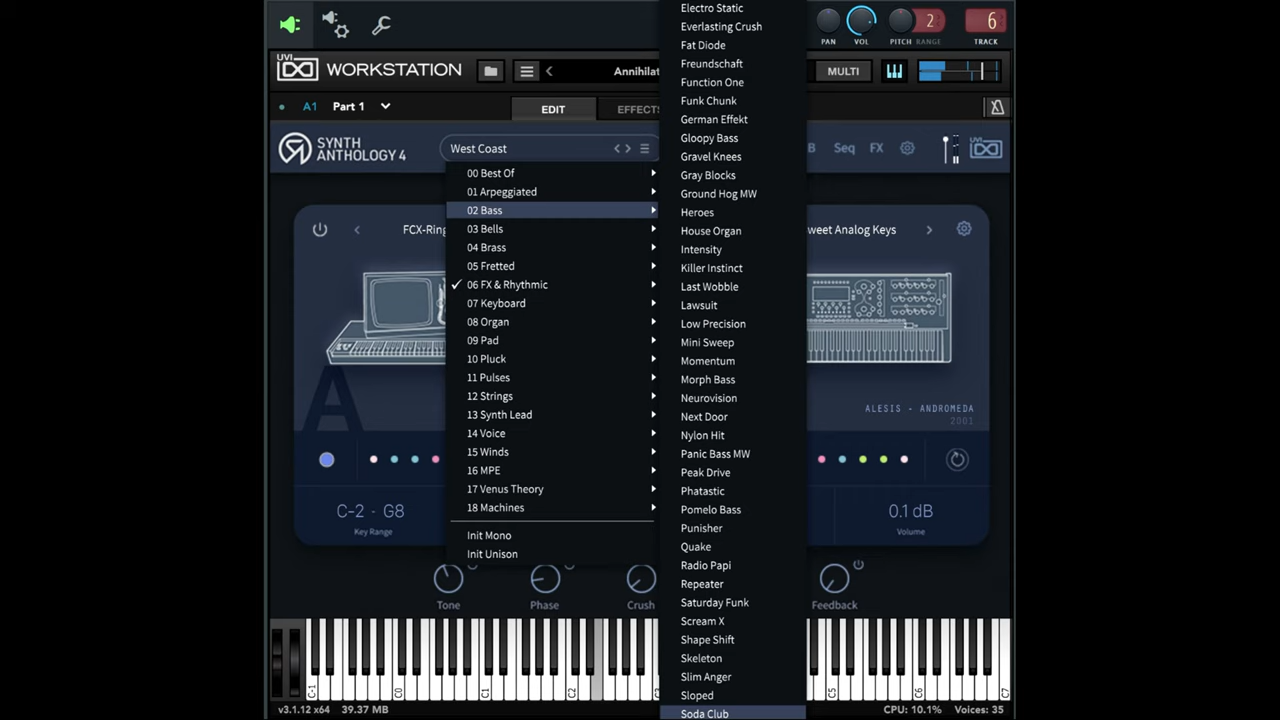 2
6
PAN
VOL
PITCH
RANGE
TRACK
UVI
WORKSTATION
Annihilat
MULTI
A1
Part 1
EDIT
EFFECTS
SYNTH
ANTHOLOGY 4
West Coast
B
Seq
FX
FCX-Ring
weet Analog Keys
00 Best Of
01 Arpeggiated
02 Bass
03 Bells
04 Brass
05 Fretted
06 FX & Rhythmic
07 Keyboard
08 Organ
09 Pad
10 Pluck
11 Pulses
12 Strings
13 Synth Lead
14 Voice
15 Winds
16 MPE
17 Venus Theory
18 Machines
Init Mono
Init Unison
Electro Static
Everlasting Crush
Fat Diode
Freundschaft
Function One
Funk Chunk
German Effekt
Gloopy Bass
Gravel Knees
Gray Blocks
Ground Hog MW
Heroes
House Organ
Intensity
Killer Instinct
Last Wobble
Lawsuit
Low Precision
Mini Sweep
Momentum
Morph Bass
Neurovision
Next Door
Nylon Hit
Panic Bass MW
Peak Drive
Phatastic
Pomelo Bass
Punisher
Quake
Radio Papi
Repeater
Saturday Funk
Scream X
Shape Shift
Skeleton
Slim Anger
Sloped
Soda Club
A
ALESIS - ANDROMEDA
2001
C-2 - G8
Key Range
0.1 dB
Volume
Tone
Phase
Crush
Feedback
C-1
C0
C1
C2
C5
C6
C7
v3.1.12 x64
39.37 MB
CPU: 10.1%
Voices: 35